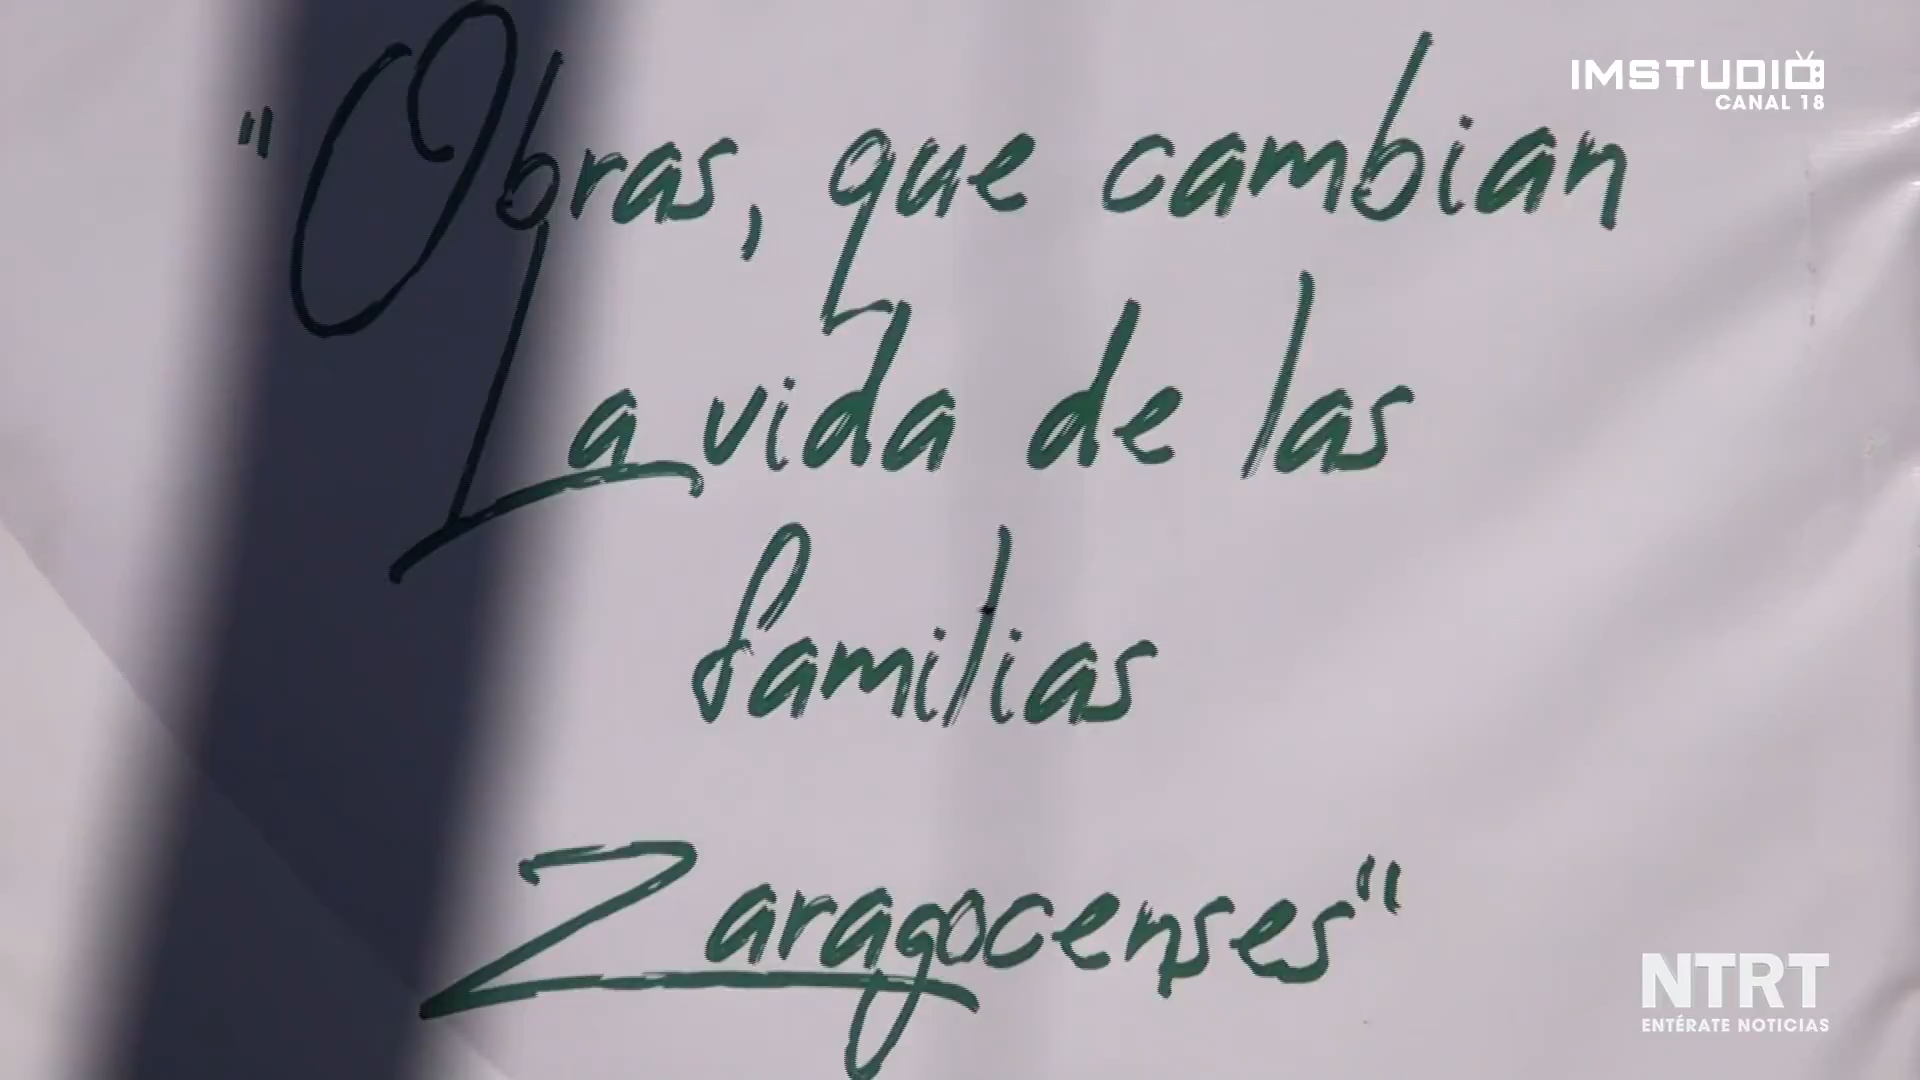 IMSTUDIO
CANAL 18
"Obras, que cambian
La vida de las
familias
Zaragocenses"
NTRT
ENTÉRATE NOTICIAS